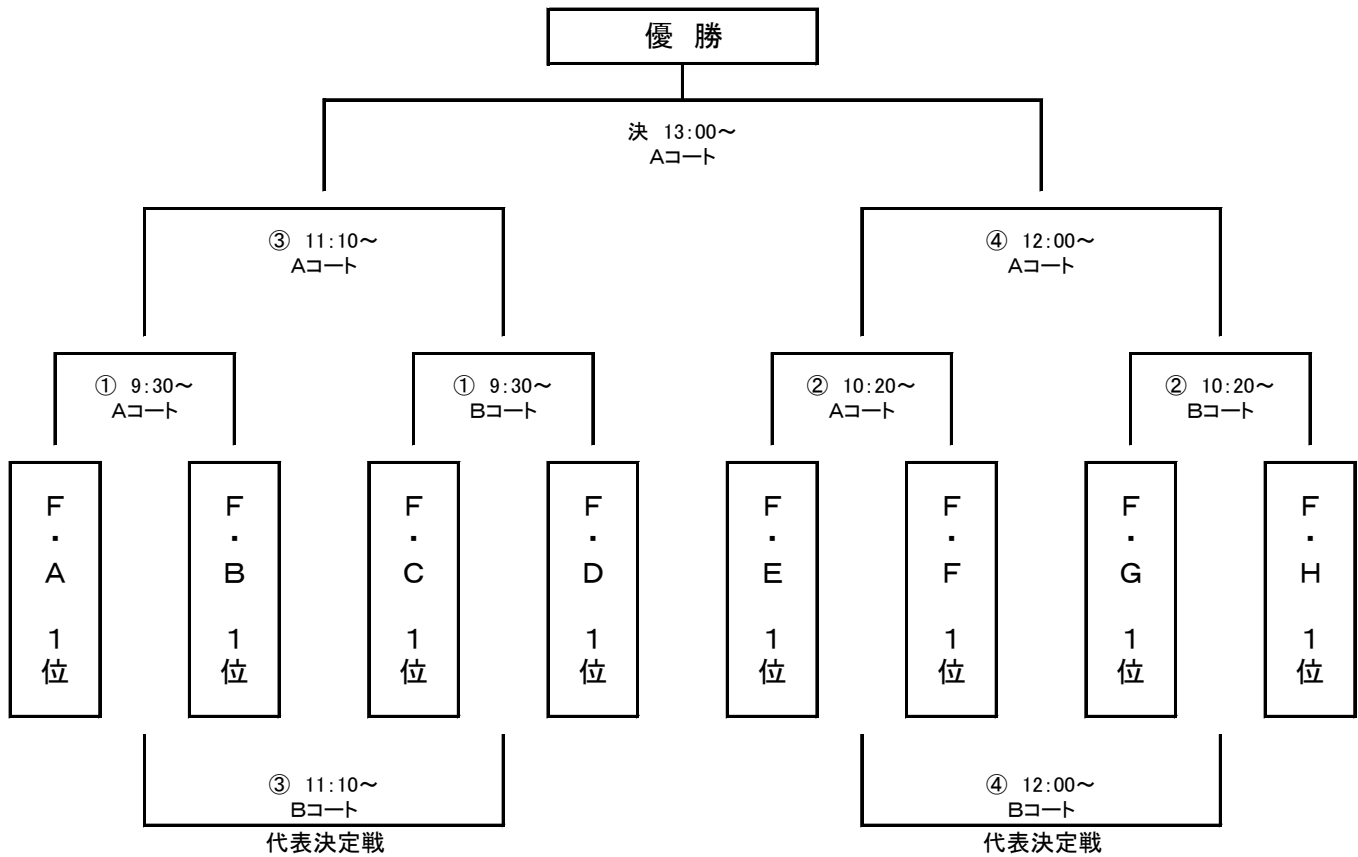 優 勝
決 13:00～
Aコート
③ 11:10～
Aコート
④ 12:00～
Aコート
① 9:30～
Aコート
① 9:30～
Bコート
② 10:20～
Aコート
② 10:20～
Bコート
F・A 1位
F・B 1位
F・C 1位
F・D 1位
F・E 1位
F・F 1位
F・G 1位
F・H 1位
③ 11:10～
Bコート
代表決定戦
④ 12:00～
Bコート
代表決定戦